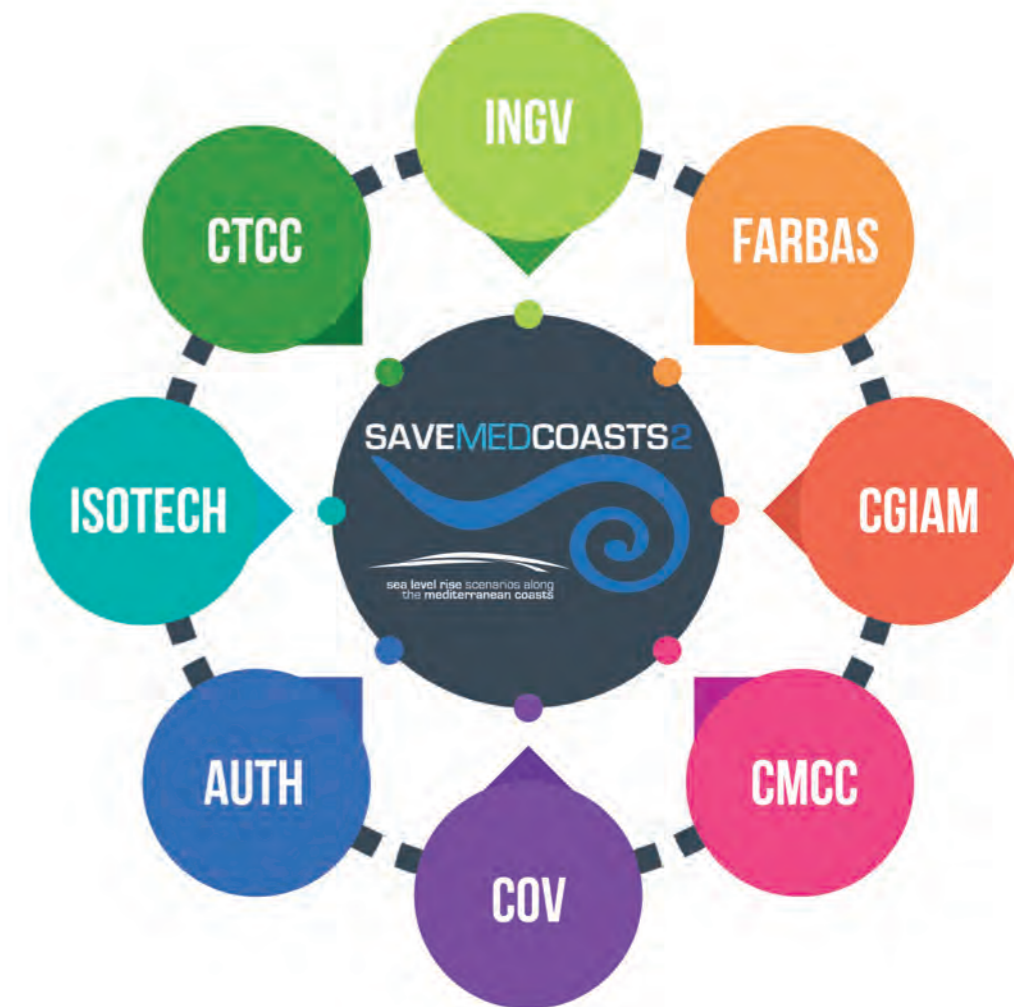 INGV
CTCC
FARBAS
SAVEMEDCOASTS2
ISOTECH
CGIAM
sea level rise scenarios along
the mediterranean coasts
AUTH
CMCC
COV